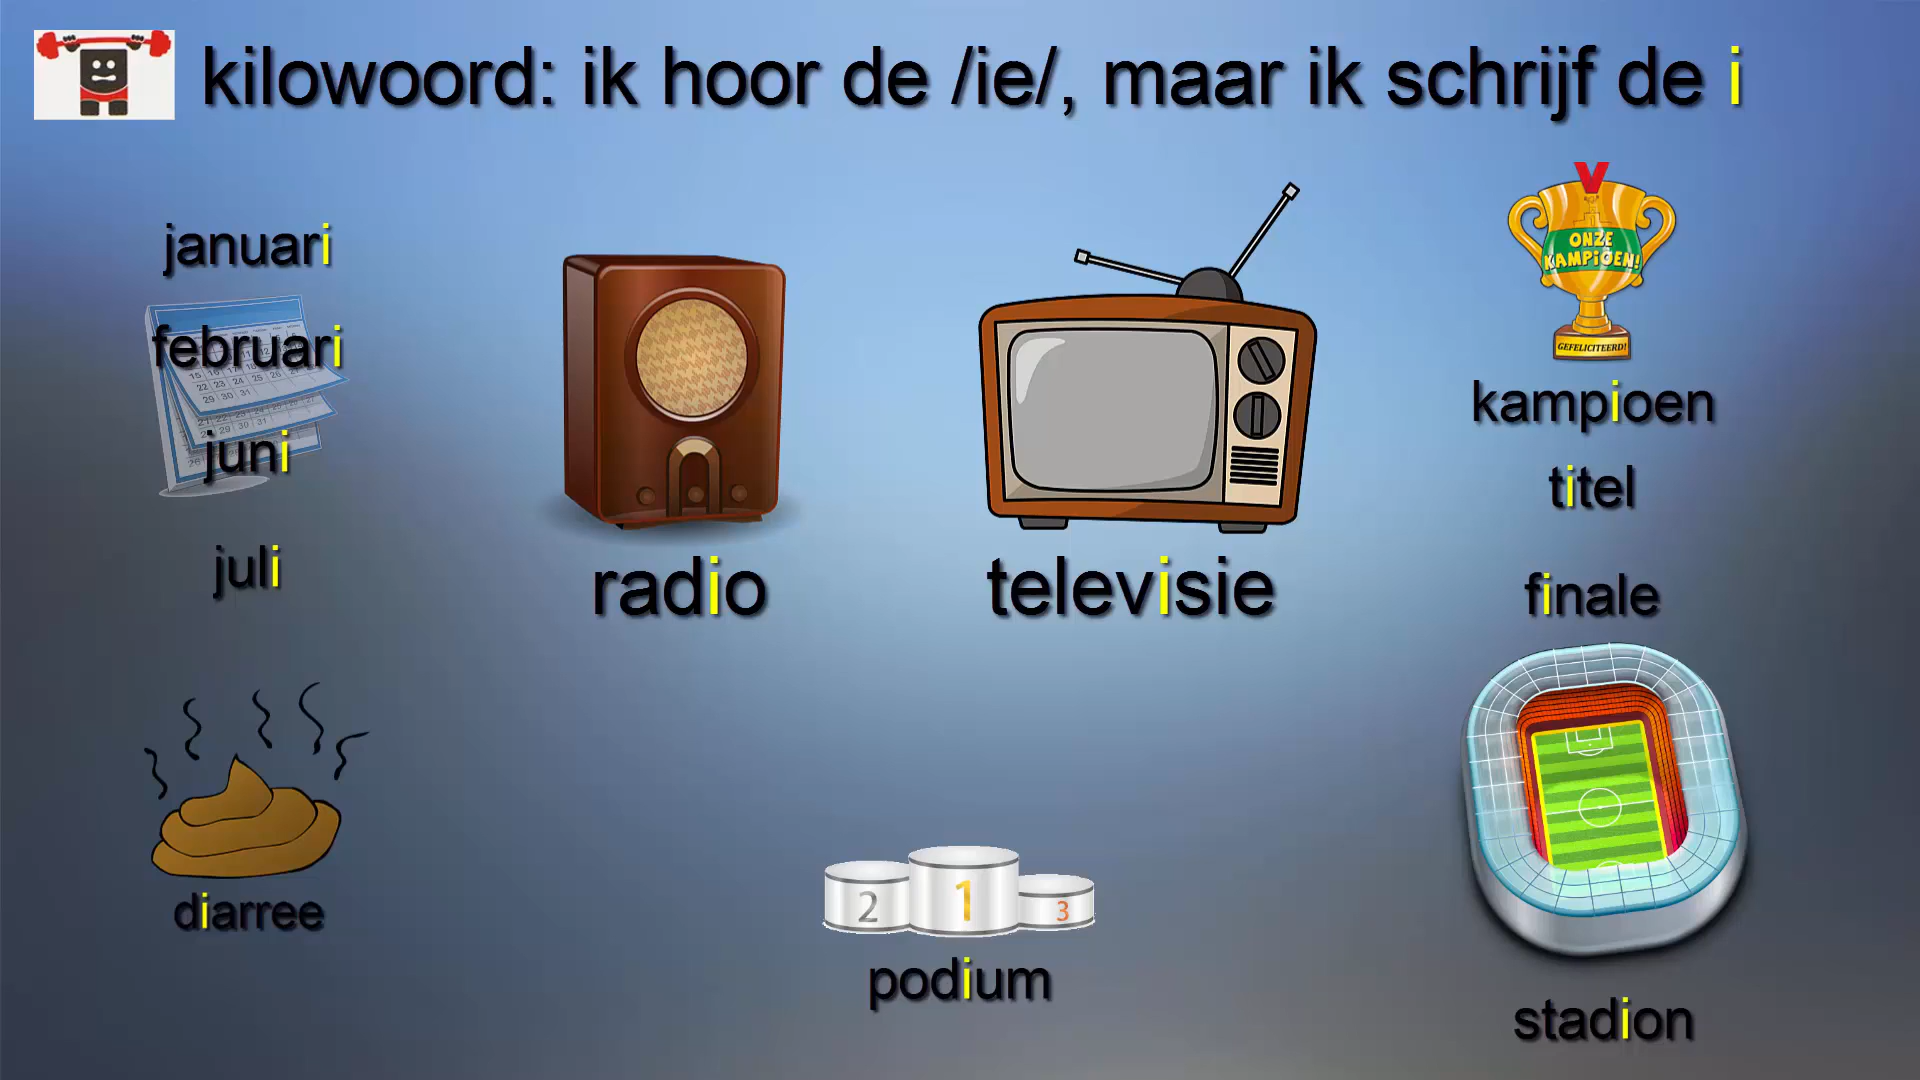 kilowoord: ik hoor de /ie/, maar ik schrijf de i
januari
februari
juni
juli
diarree
radio
televisie
2
1
3
podium
ONZE
KAMPiOEN!
GEFELICITEERD!
kampioen
titel
finale
stadion